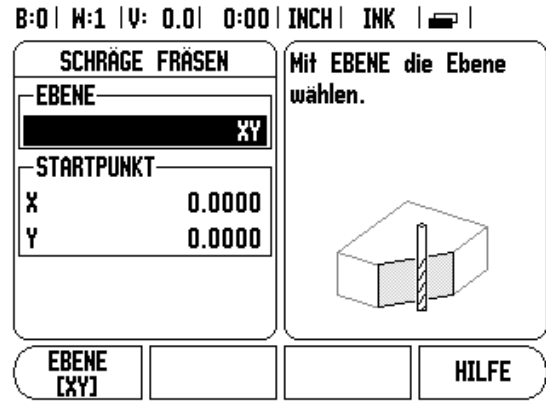 B:0| W:1 |V: 0.0| 0:00|INCH| INK | |
SCHRÄGE FRÄSEN
EBENE
XY
STARTPUNKT
X 0.0000
Y 0.0000
Mit EBENE die Ebene
wählen.
EBENE
[XY]
HILFE